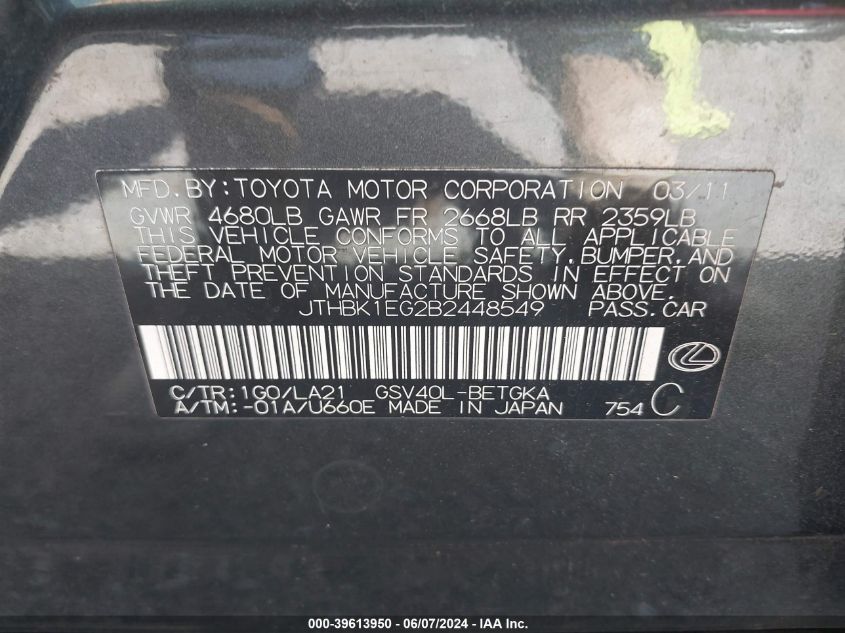 MFD. BY: TOYOTA MOTOR CORPORATION 03/11
GVWR 4680LB GAWR FR 2668LB RR 2359LB
THIS VEHICLE CONFORMS TO ALL APPLICABLE
FEDERAL MOTOR VEHICLE SAFETY, BUMPER, AND
THEFT PREVENTION STANDARDS IN EFFECT ON
THE DATE OF MANUFACTURE SHOWN ABOVE.
JTHBK1EG2B2448549 PASS. CAR
C/TR: 1G0/LA21 GSV40L-BETGKA
A/TM: -01A/U660E MADE IN JAPAN 754 C
000-39613950 - 06/07/2024 - IAA Inc.